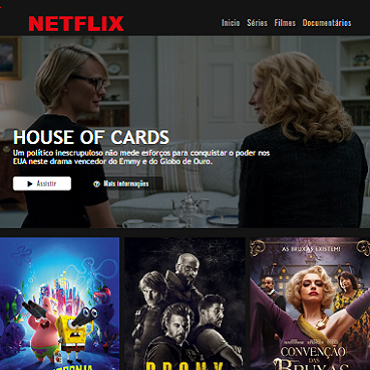 NETFLIX
Inicio Séries Filmes Documentários
HOUSE OF CARDS
Um político inescrupuloso não mede esforços para conquistar o poder nos
EUA neste drama vencedor do Emmy e do Globo de Ouro.
Assistir
Mais informações
AS BRUXAS EXISTEM!
CONVENÇÃO
DAS
BRUXAS